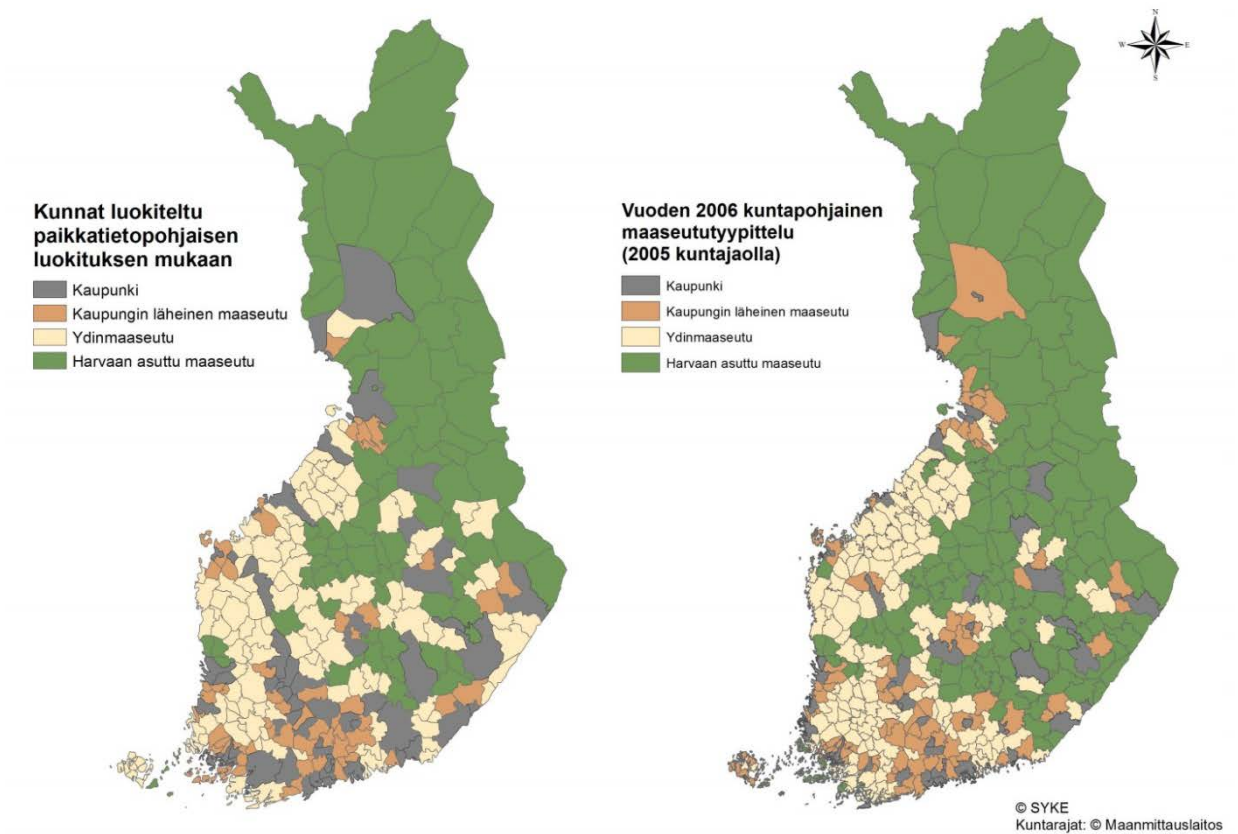 N
W E
S
Kunnat luokiteltu
paikkatietopohjaisen
luokituksen mukaan
Kaupunki
Kaupungin läheinen maaseutu
Ydinmaaseutu
Harvaan asuttu maaseutu
Vuoden 2006 kuntapohjainen
maaseututyypittelu
(2005 kuntajaolla)
Kaupunki
Kaupungin läheinen maaseutu
Ydinmaaseutu
Harvaan asuttu maaseutu
© SYKE
Kuntarajat: © Maanmittauslaitos